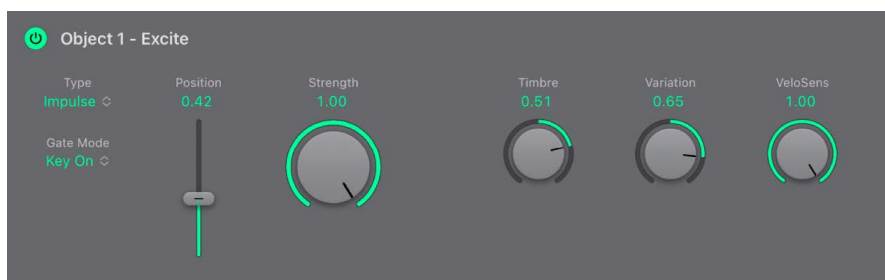 Object 1 - Excite
Type Position Strength Timbre Variation VeloSens
Impulse 0.42 1.00 0.51 0.65 1.00
Gate Mode
Key On